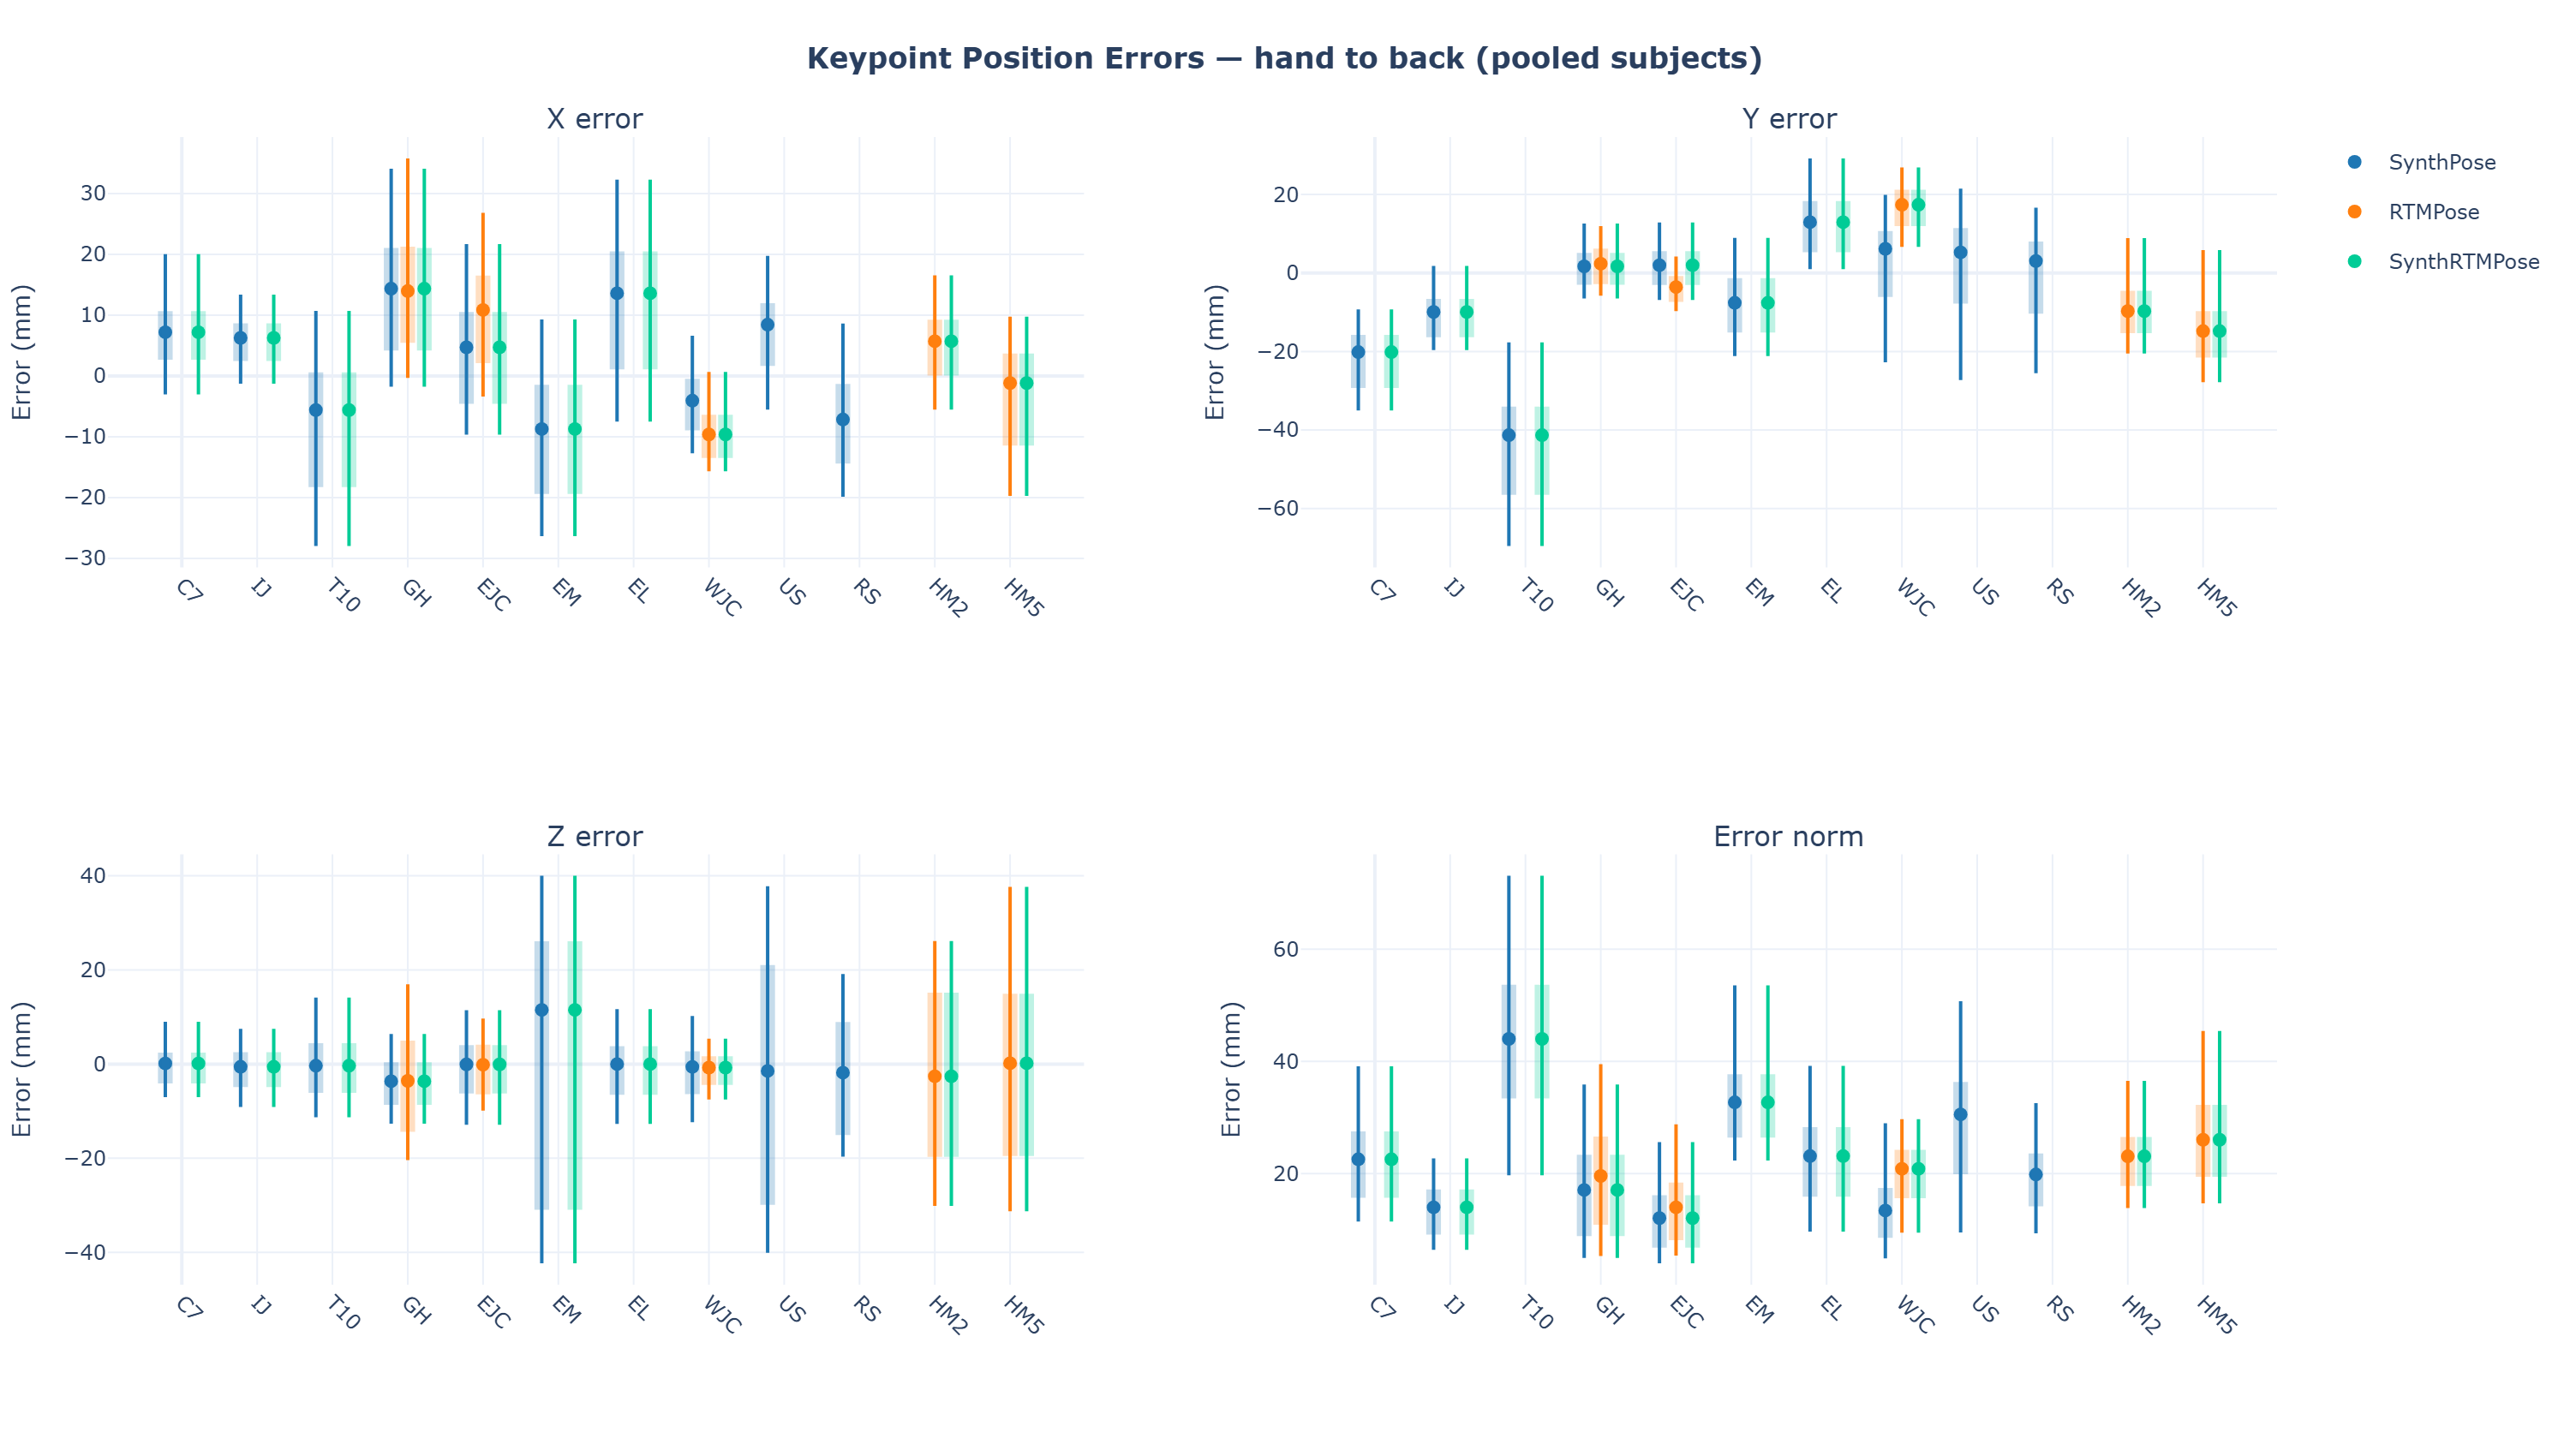 Keypoint Position Errors — hand to back (pooled subjects)
X error
Error (mm)
30
20
10
0
−10
−20
−30
C7 IJ T10 GH EJC EM EL WJC US RS HM2 HM5
Y error
Error (mm)
20
0
−20
−40
−60
C7 IJ T10 GH EJC EM EL WJC US RS HM2 HM5
SynthPose
RTMPose
SynthRTMPose
Z error
Error (mm)
40
20
0
−20
−40
C7 IJ T10 GH EJC EM EL WJC US RS HM2 HM5
Error norm
Error (mm)
60
40
20
C7 IJ T10 GH EJC EM EL WJC US RS HM2 HM5